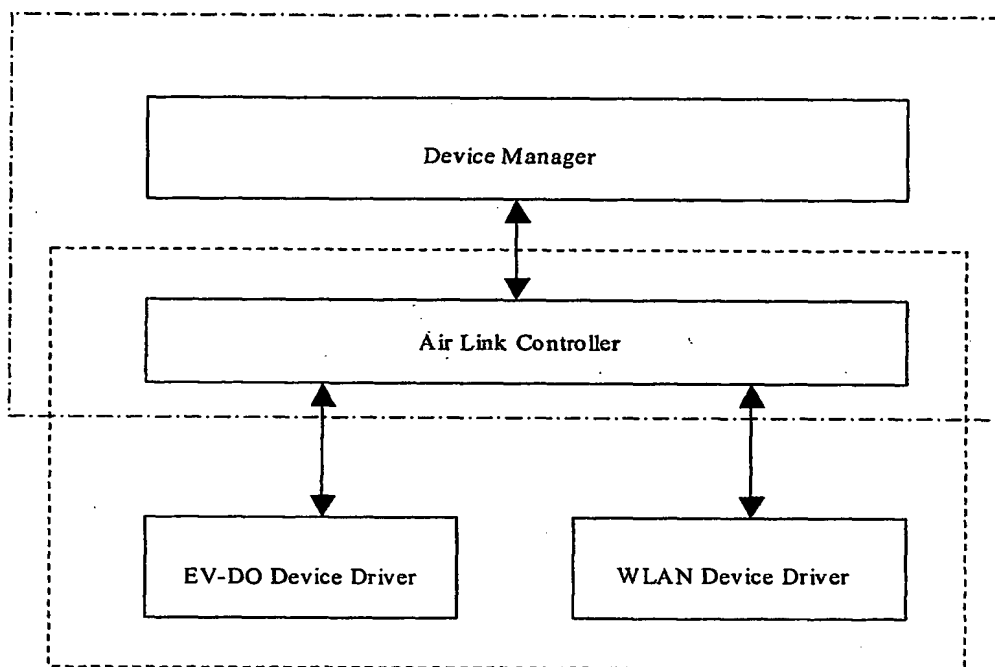 Device Manager
Air Link Controller
EV-DO Device Driver
WLAN Device Driver